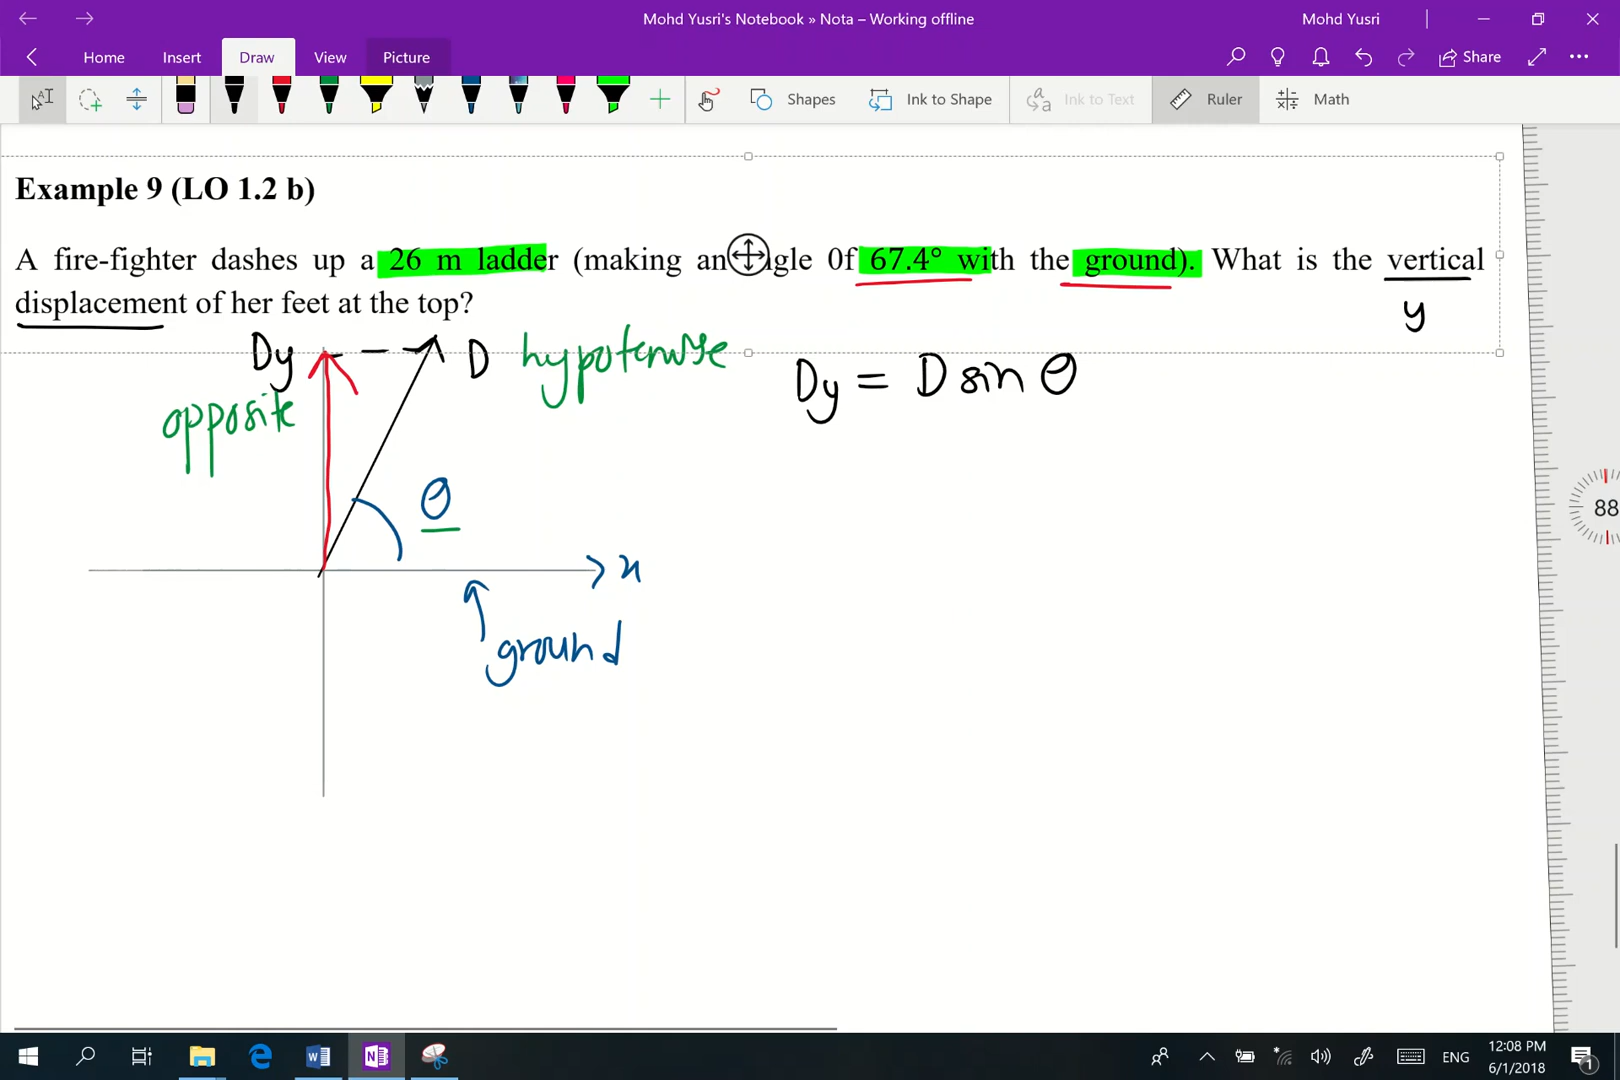 Mohd Yusri's Notebook » Nota – Working offline
Mohd Yusri
Home Insert Draw View Picture
Share
Shapes Ink to Shape Ink to Text Ruler Math
Example 9 (LO 1.2 b)
A fire-fighter dashes up a 26 m ladder (making an angle 0f 67.4° with the ground). What is the vertical
displacement of her feet at the top?
y
Dy D hypotenuse
Dy = D sin θ
opposite
θ
x
ground
88
ENG
12:08 PM
6/1/2018
1